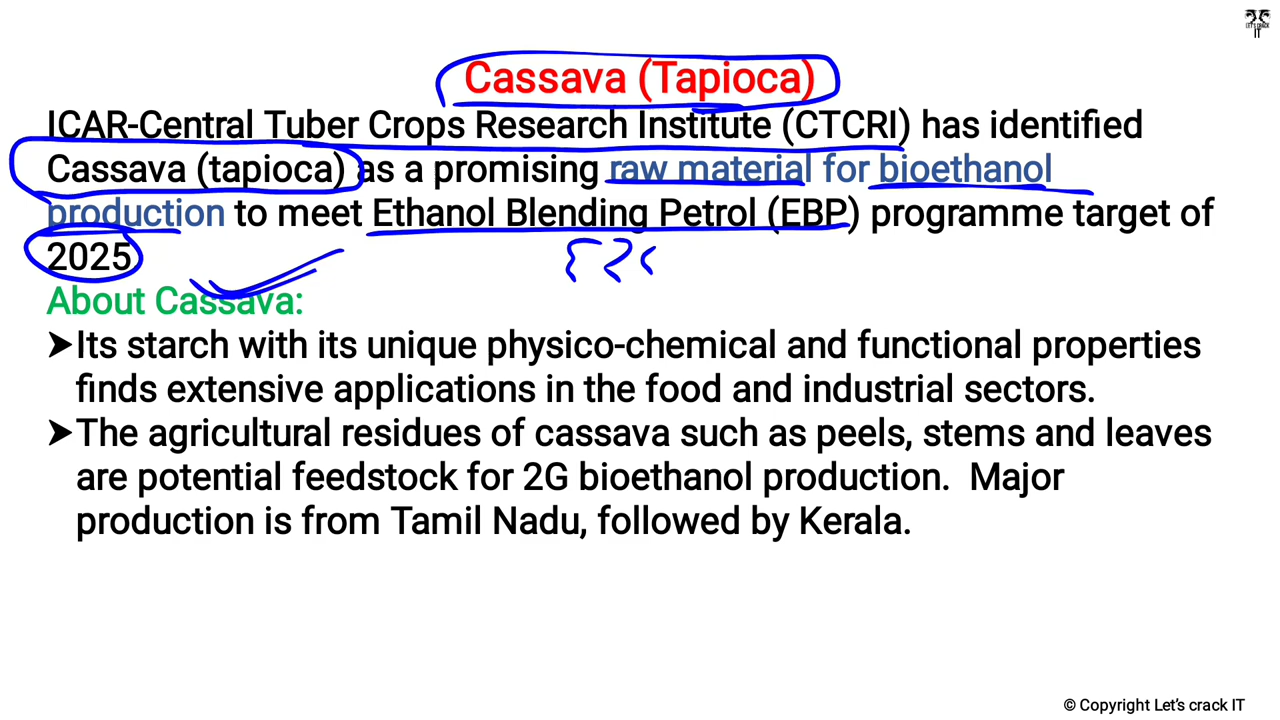 LET'S CRACK
IT
Cassava (Tapioca)
ICAR-Central Tuber Crops Research Institute (CTCRI) has identified
Cassava (tapioca) as a promising raw material for bioethanol
production to meet Ethanol Blending Petrol (EBP) programme target of
2025
About Cassava:
➤Its starch with its unique physico-chemical and functional properties
finds extensive applications in the food and industrial sectors.
➤The agricultural residues of cassava such as peels, stems and leaves
are potential feedstock for 2G bioethanol production. Major
production is from Tamil Nadu, followed by Kerala.
© Copyright Let's crack IT